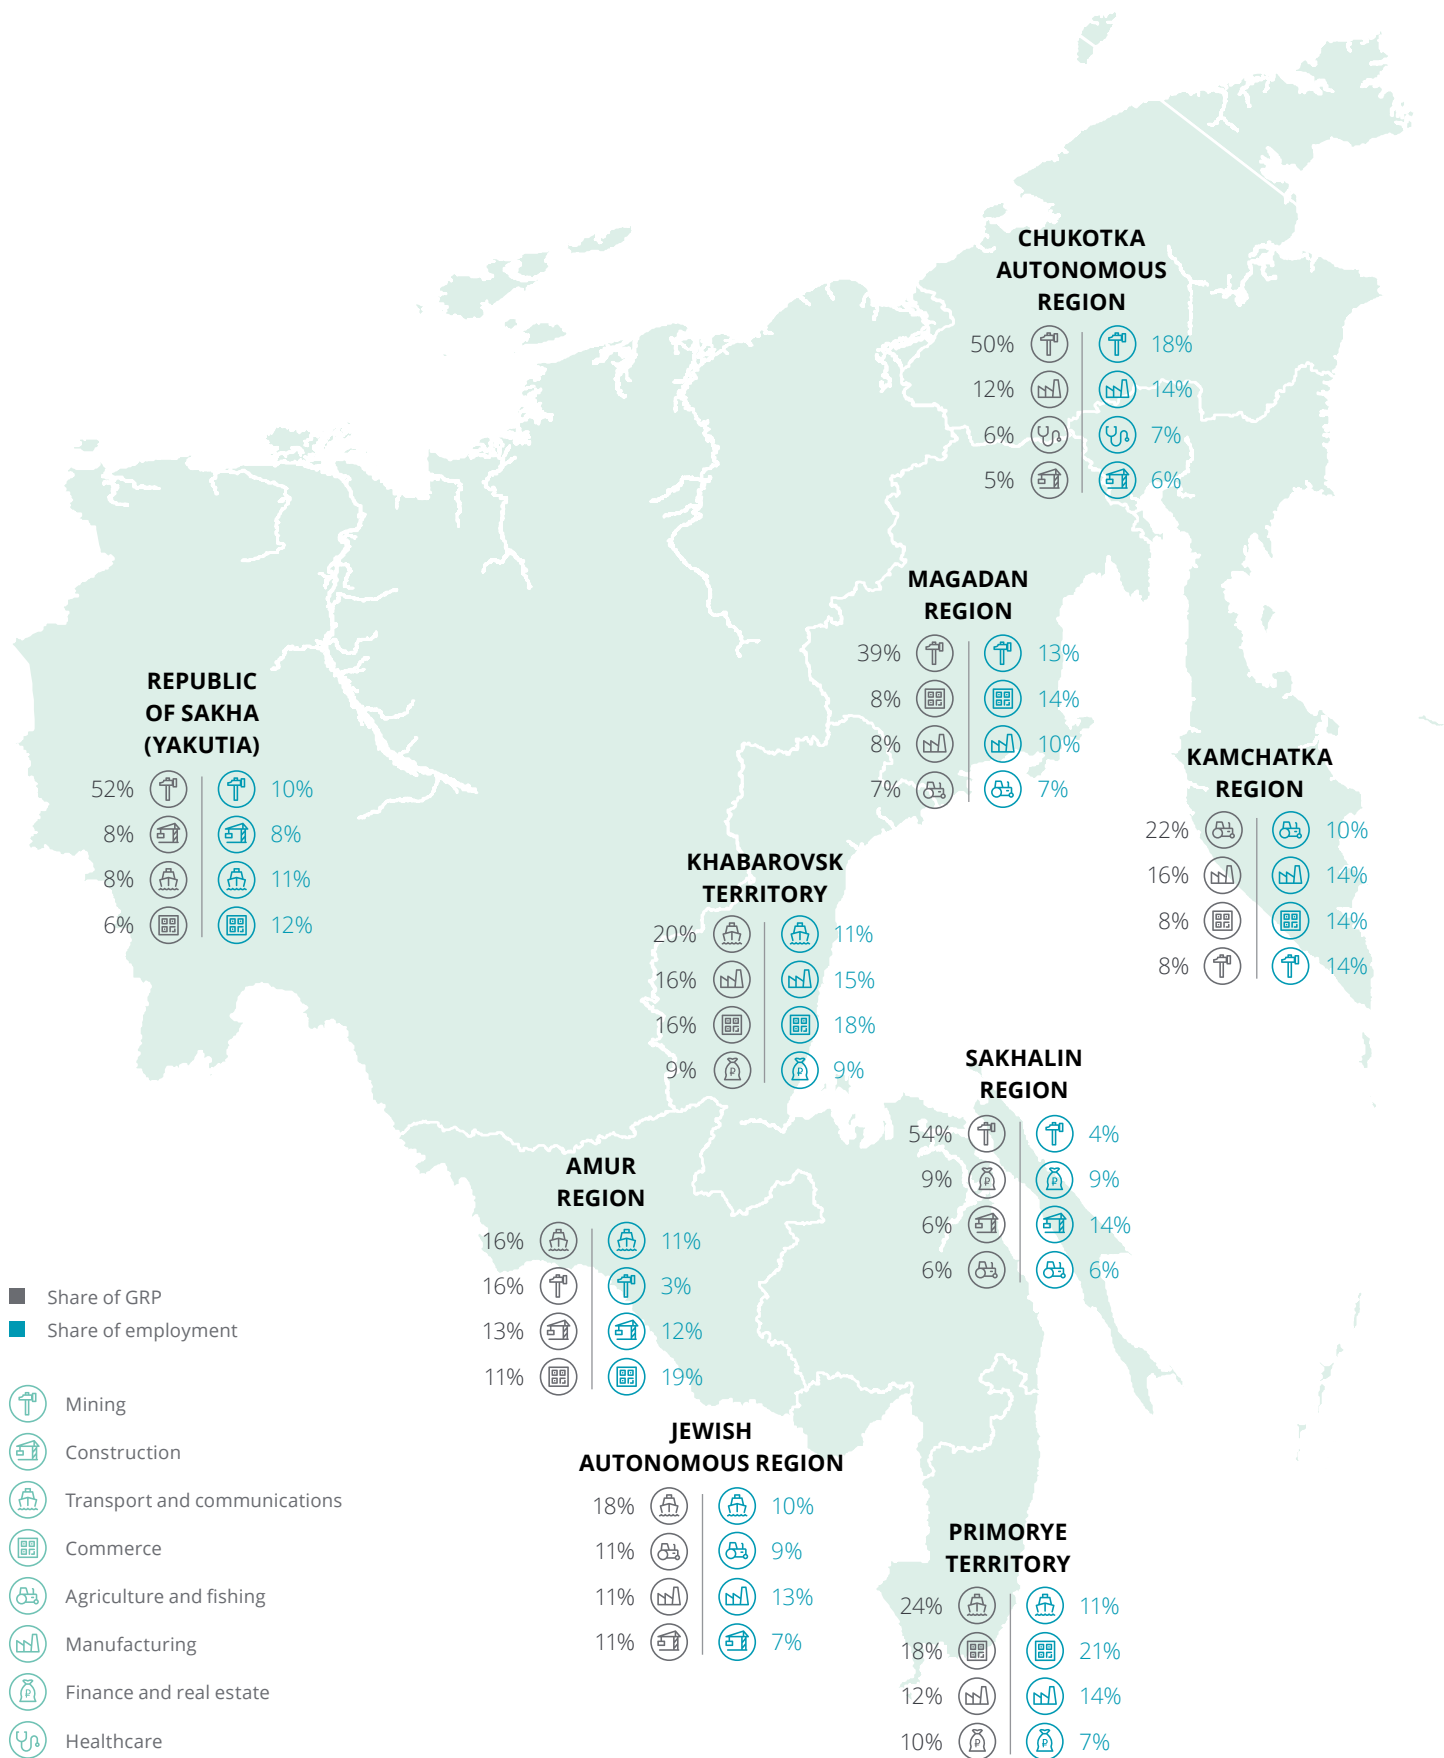 CHUKOTKA
AUTONOMOUS
REGION
50% 18%
12% 14%
6% 7%
5% 6%
MAGADAN
REGION
39% 13%
8% 14%
8% 10%
7% 7%
REPUBLIC
OF SAKHA
(YAKUTIA)
52% 10%
8% 8%
8% 11%
6% 12%
KAMCHATKA
REGION
22% 10%
16% 14%
8% 14%
8% 14%
KHABAROVSK
TERRITORY
20% 11%
16% 15%
16% 18%
9% 9%
SAKHALIN
REGION
54% 4%
9% 9%
6% 14%
6% 6%
AMUR
REGION
16% 11%
16% 3%
13% 12%
11% 19%
JEWISH
AUTONOMOUS REGION
18% 10%
11% 9%
11% 13%
11% 7%
PRIMORYE
TERRITORY
24% 11%
18% 21%
12% 14%
10% 7%
Share of GRP
Share of employment
Mining
Construction
Transport and communications
Commerce
Agriculture and fishing
Manufacturing
Finance and real estate
Healthcare